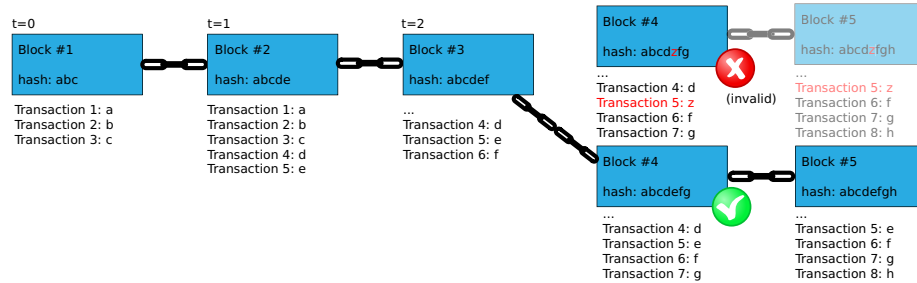 t=0
Block #1
hash: abc
Transaction 1: a
Transaction 2: b
Transaction 3: c
t=1
Block #2
hash: abcde
Transaction 1: a
Transaction 2: b
Transaction 3: c
Transaction 4: d
Transaction 5: e
t=2
Block #3
hash: abcdef
...
Transaction 4: d
Transaction 5: e
Transaction 6: f
Block #4
hash: abcdzfg
(invalid)
...
Transaction 4: d
Transaction 5: z
Transaction 6: f
Transaction 7: g
Block #5
hash: abcdzfgh
...
Transaction 5: z
Transaction 6: f
Transaction 7: g
Transaction 8: h
Block #4
hash: abcdefg
...
Transaction 4: d
Transaction 5: e
Transaction 6: f
Transaction 7: g
Block #5
hash: abcdefgh
...
Transaction 5: e
Transaction 6: f
Transaction 7: g
Transaction 8: h